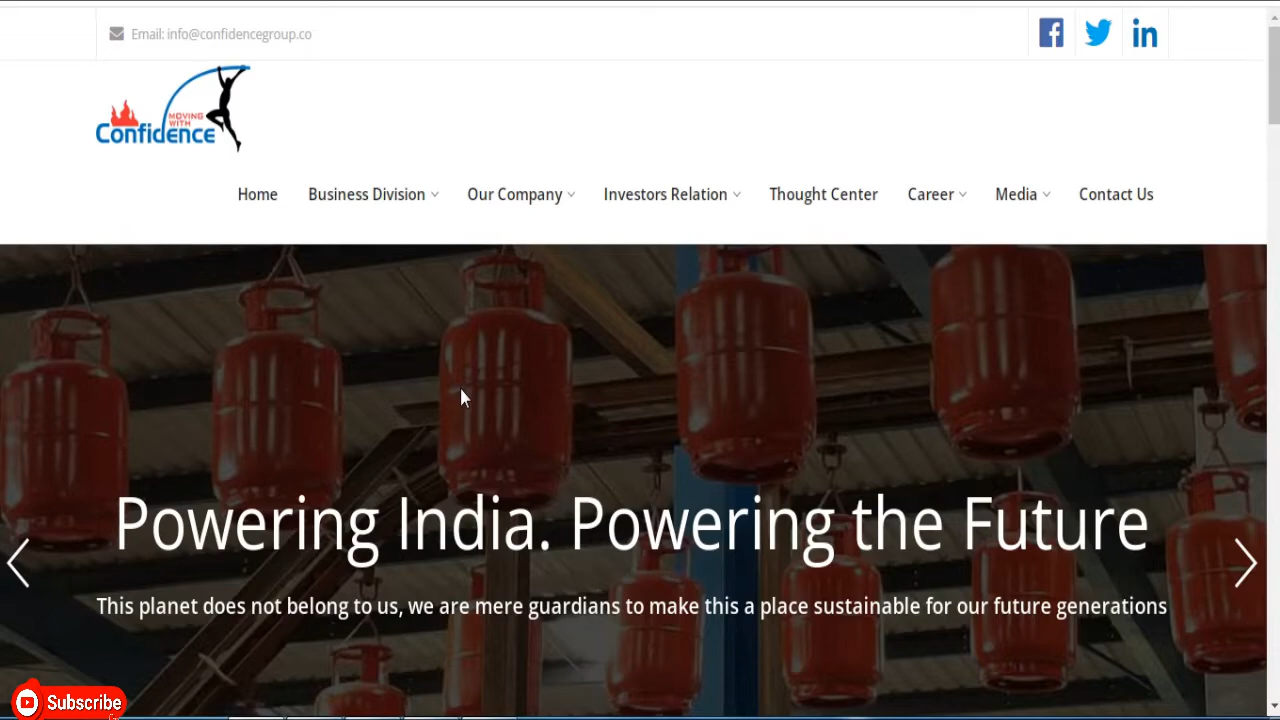 Email: info@confidencegroup.co
MOVING
WITH
Confidence
Home Business Division Our Company Investors Relation Thought Center Career Media Contact Us
Powering India. Powering the Future
This planet does not belong to us, we are mere guardians to make this a place sustainable for our future generations
Subscribe